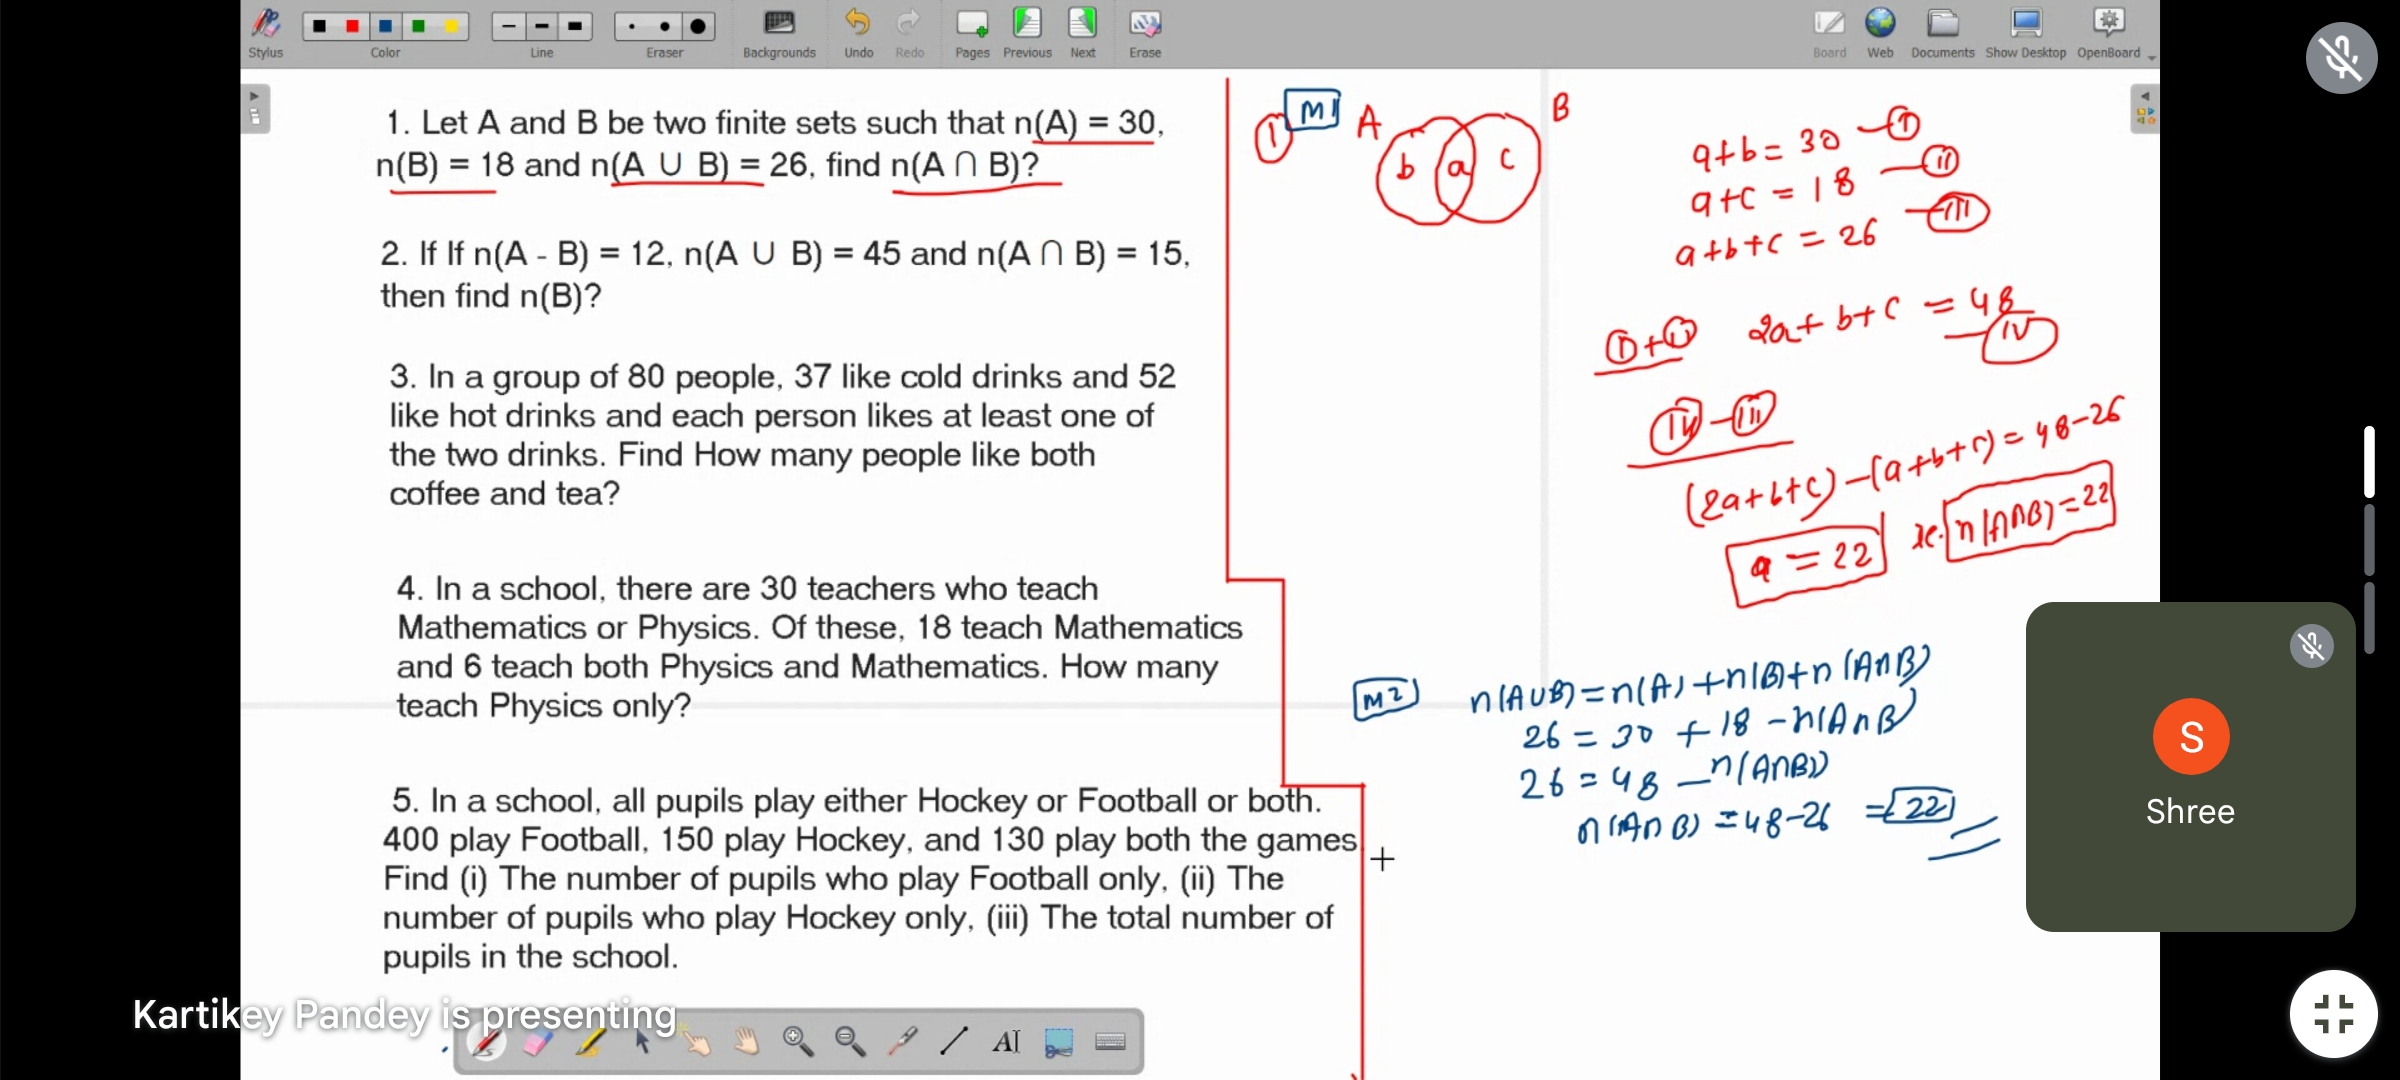 Stylus Color Line Eraser Backgrounds Undo Redo Pages Previous Next Erase Board Web Documents Show Desktop OpenBoard
1. Let A and B be two finite sets such that n(A) = 30,
n(B) = 18 and n(A ∪ B) = 26, find n(A ∩ B)?
2. If If n(A - B) = 12, n(A ∪ B) = 45 and n(A ∩ B) = 15,
then find n(B)?
3. In a group of 80 people, 37 like cold drinks and 52
like hot drinks and each person likes at least one of
the two drinks. Find How many people like both
coffee and tea?
4. In a school, there are 30 teachers who teach
Mathematics or Physics. Of these, 18 teach Mathematics
and 6 teach both Physics and Mathematics. How many
teach Physics only?
5. In a school, all pupils play either Hockey or Football or both.
400 play Football, 150 play Hockey, and 130 play both the games.
Find (i) The number of pupils who play Football only, (ii) The
number of pupils who play Hockey only, (iii) The total number of
pupils in the school.
① M1 A B
b a c
a+b = 30 — Ⓘ
a+c = 18 — ⅠⅠ
a+b+c = 26 — ⅠⅠⅠ
Ⓘ+ⅠⅠ 2a+b+c = 48 — ⅠV
ⅠV - ⅠⅠⅠ
(2a+b+c) - (a+b+c) = 48-26
a = 22 n(A∩B) = 22
M2 n(A∪B) = n(A) + n(B) + n(A∩B)
26 = 30 + 18 - n(A∩B)
26 = 48 - n(A∩B)
n(A∩B) = 48-26 = 22
S
Shree
Kartikey Pandey is presenting
AI